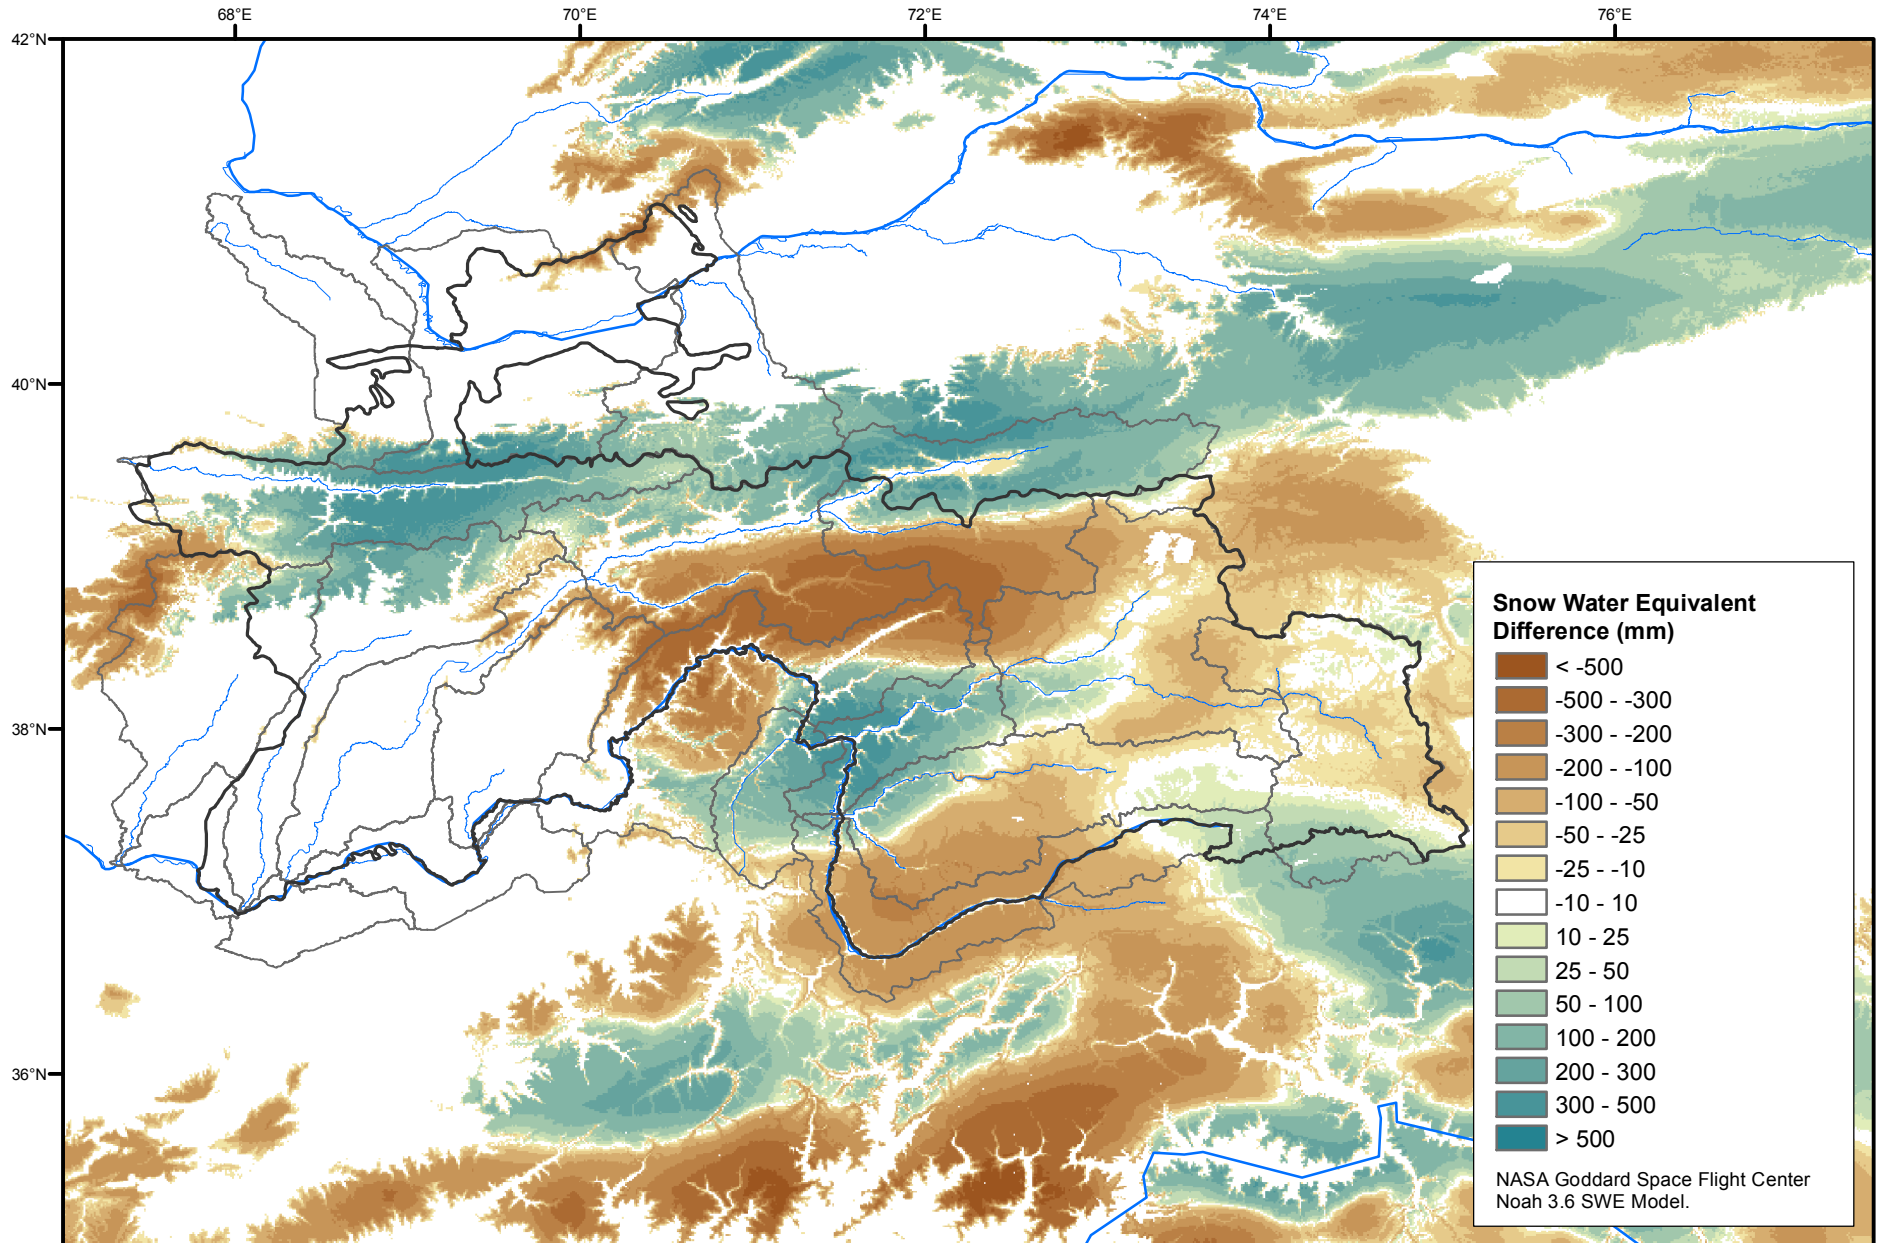 68°E
70°E
72°E
74°E
76°E
42°N
40°N
38°N
36°N
Snow Water Equivalent
Difference (mm)
< -500
-500 - -300
-300 - -200
-200 - -100
-100 - -50
-50 - -25
-25 - -10
-10 - 10
10 - 25
25 - 50
50 - 100
100 - 200
200 - 300
300 - 500
> 500
NASA Goddard Space Flight Center
Noah 3.6 SWE Model.